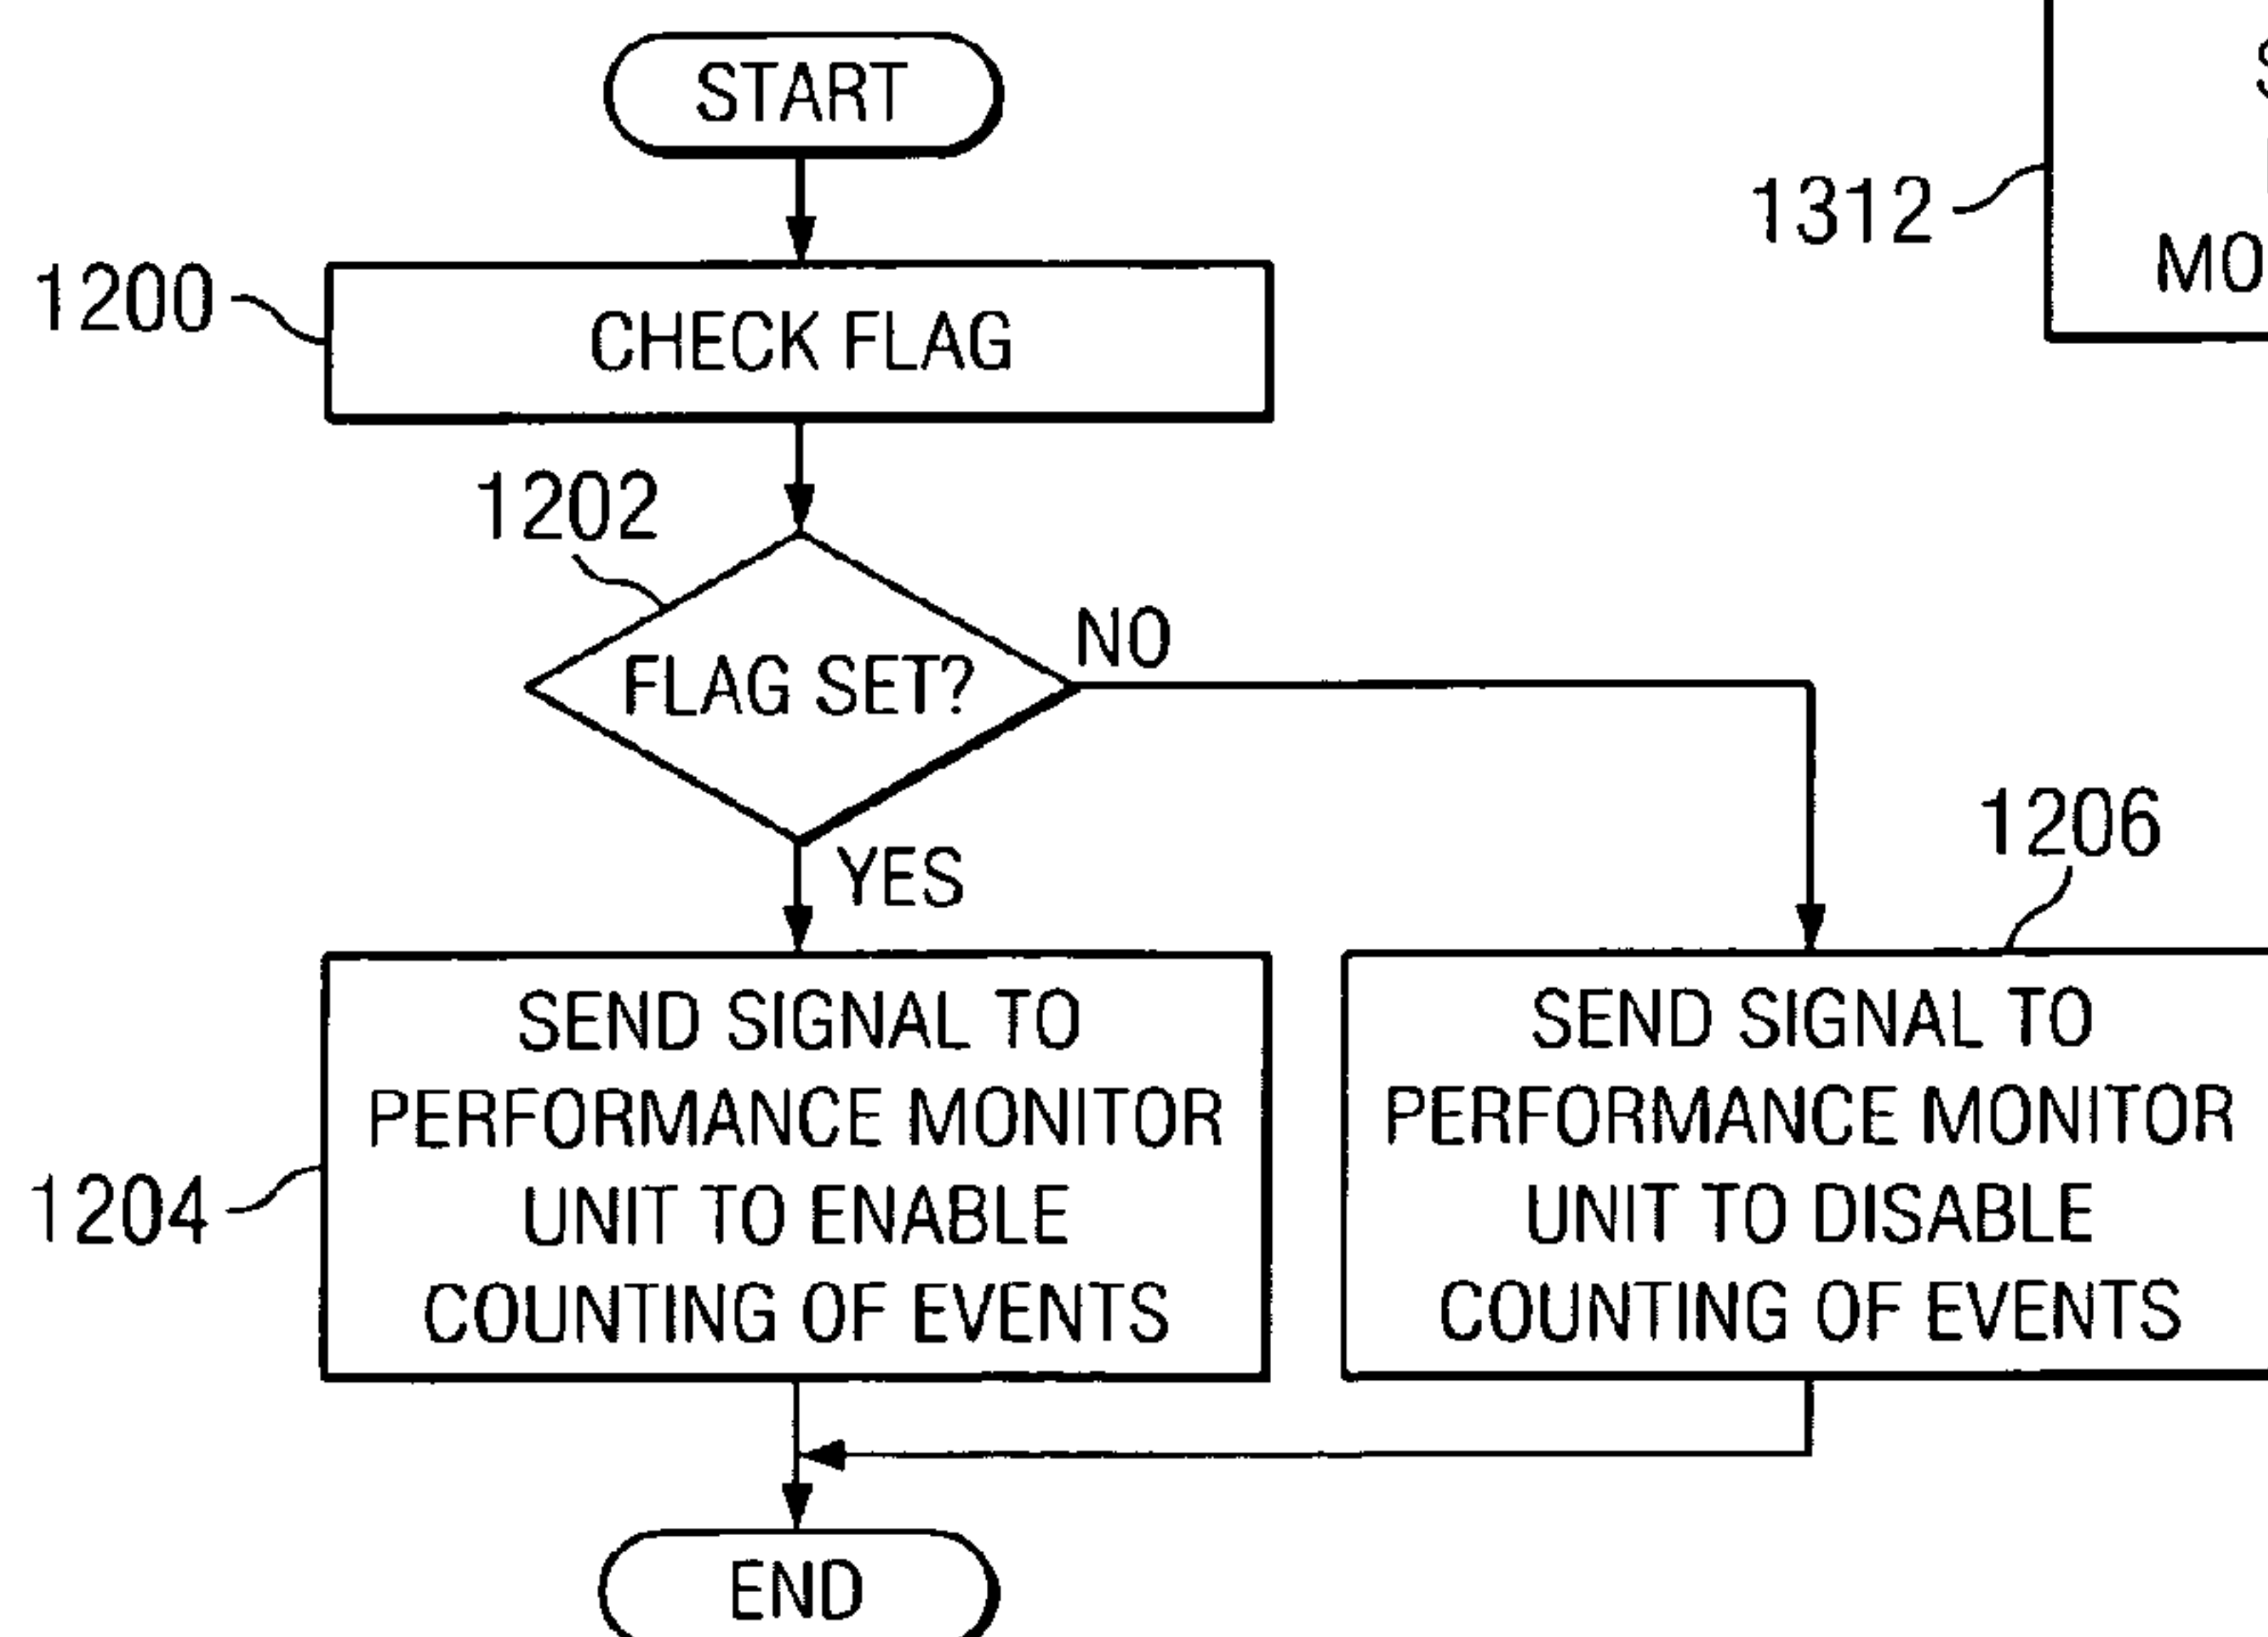 START
1200
CHECK FLAG
1202
FLAG SET?
NO
YES
1204
SEND SIGNAL TO
PERFORMANCE MONITOR
UNIT TO ENABLE
COUNTING OF EVENTS
1206
SEND SIGNAL TO
PERFORMANCE MONITOR
UNIT TO DISABLE
COUNTING OF EVENTS
END
1312